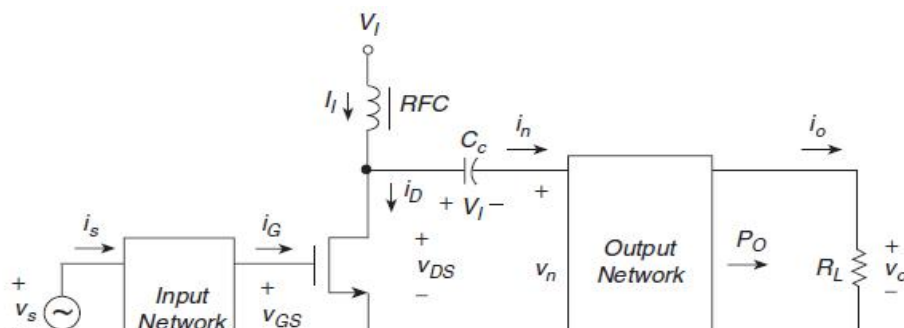 V_I
I_I RFC
C_c i_n i_o
i_D + V_I −
i_s i_G + + Output P_O +
+ v_s Input Network + v_GS v_DS − v_n Network R_L v_o −